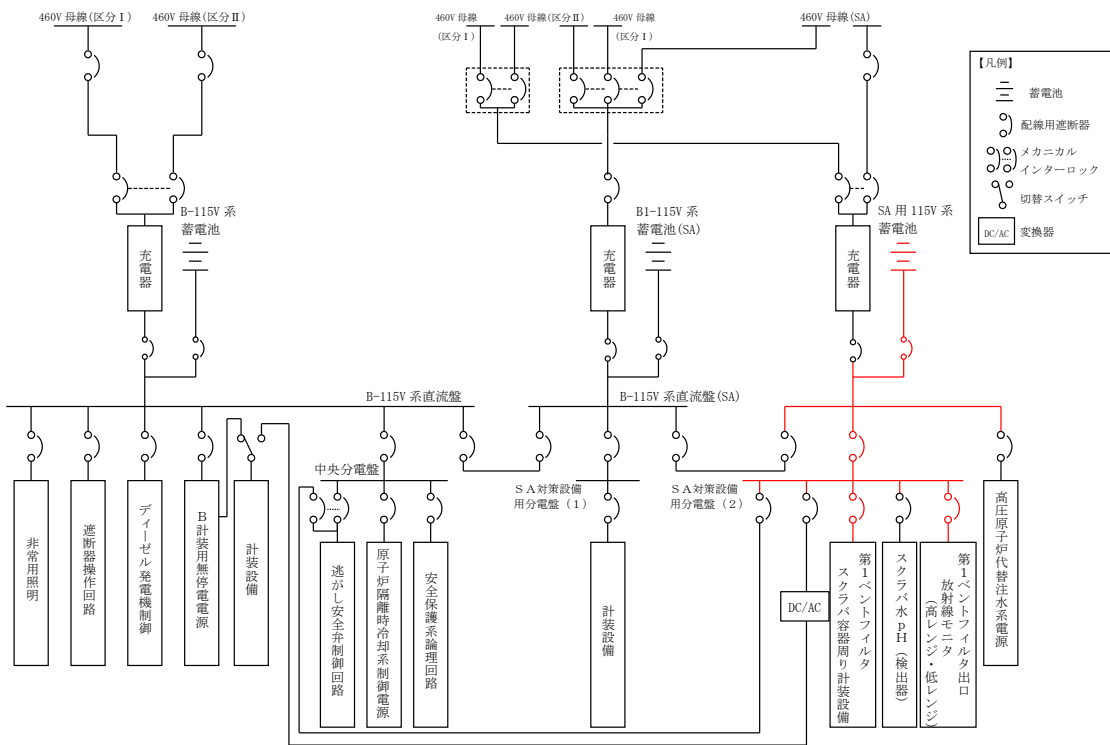 460V 母線(区分Ⅰ)
460V 母線(区分Ⅱ)
460V 母線
(区分Ⅰ)
460V 母線(区分Ⅱ)
460V 母線
(区分Ⅰ)
460V 母線(SA)
【凡例】
蓄電池
配線用遮断器
メカニカル
インターロック
切替スイッチ
DC/AC
変換器
B-115V 系
蓄電池
B1-115V 系
蓄電池(SA)
SA 用 115V 系
蓄電池
充電器
充電器
充電器
B-115V 系直流盤
B-115V 系直流盤(SA)
中央分電盤
ＳＡ対策設備
用分電盤（1）
ＳＡ対策設備
用分電盤（2）
非常用照明
遮断器操作回路
ディーゼル発電機制御
Ｂ計装用無停電電源
計装設備
逃がし安全弁制御回路
原子炉隔離時冷却系制御電源
安全保護系論理回路
計装設備
DC/AC
第１ベントフィルタ
スクラバ容器周り計装設備
スクラバ水ｐＨ（検出器）
第１ベントフィルタ出口
放射線モニタ
（高レンジ・低レンジ）
高圧原子炉代替注水系電源